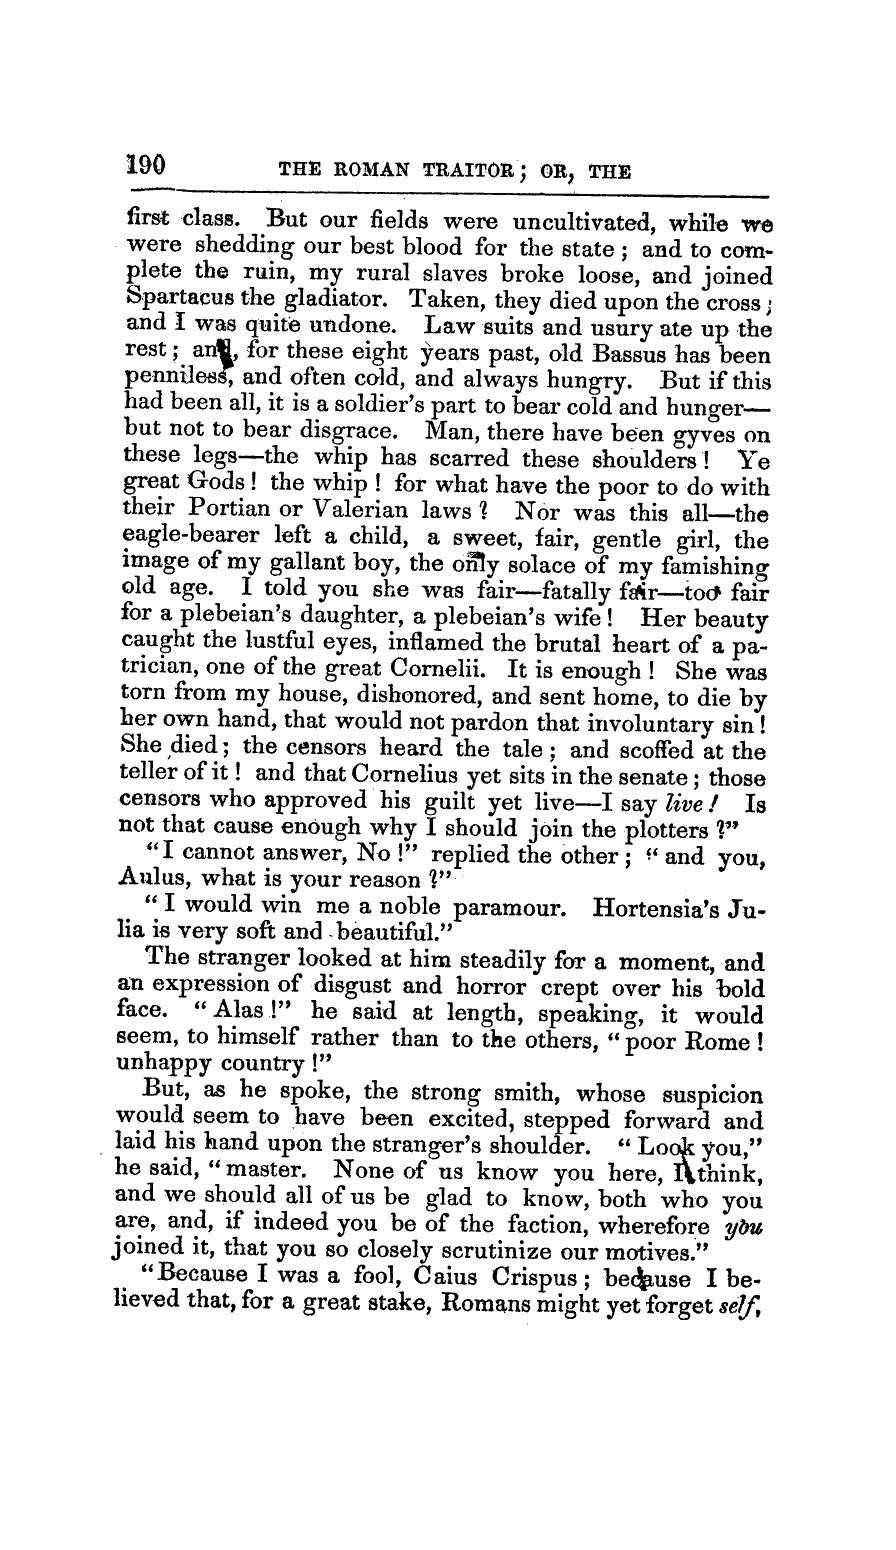 190 THE ROMAN TRAITOR; OR, THE
first class. But our fields were uncultivated, while we
were shedding our best blood for the state; and to com-
plete the ruin, my rural slaves broke loose, and joined
Spartacus the gladiator. Taken, they died upon the cross;
and I was quite undone. Law suits and usury ate up the
rest; and, for these eight years past, old Bassus has been
penniless, and often cold, and always hungry. But if this
had been all, it is a soldier's part to bear cold and hunger—
but not to bear disgrace. Man, there have been gyves on
these legs—the whip has scarred these shoulders! Ye
great Gods! the whip! for what have the poor to do with
their Portian or Valerian laws? Nor was this all—the
eagle-bearer left a child, a sweet, fair, gentle girl, the
image of my gallant boy, the only solace of my famishing
old age. I told you she was fair—fatally fair—too fair
for a plebeian's daughter, a plebeian's wife! Her beauty
caught the lustful eyes, inflamed the brutal heart of a pa-
trician, one of the great Cornelii. It is enough! She was
torn from my house, dishonored, and sent home, to die by
her own hand, that would not pardon that involuntary sin!
She died; the censors heard the tale; and scoffed at the
teller of it! and that Cornelius yet sits in the senate; those
censors who approved his guilt yet live—I say live! Is
not that cause enough why I should join the plotters?"
"I cannot answer, No!" replied the other; "and you,
Aulus, what is your reason?"
"I would win me a noble paramour. Hortensia's Ju-
lia is very soft and beautiful."
The stranger looked at him steadily for a moment, and
an expression of disgust and horror crept over his bold
face. "Alas!" he said at length, speaking, it would
seem, to himself rather than to the others, "poor Rome!
unhappy country!"
But, as he spoke, the strong smith, whose suspicion
would seem to have been excited, stepped forward and
laid his hand upon the stranger's shoulder. "Look you,"
he said, "master. None of us know you here, I think,
and we should all of us be glad to know, both who you
are, and, if indeed you be of the faction, wherefore you
joined it, that you so closely scrutinize our motives."
"Because I was a fool, Caius Crispus; because I be-
lieved that, for a great stake, Romans might yet forget self,